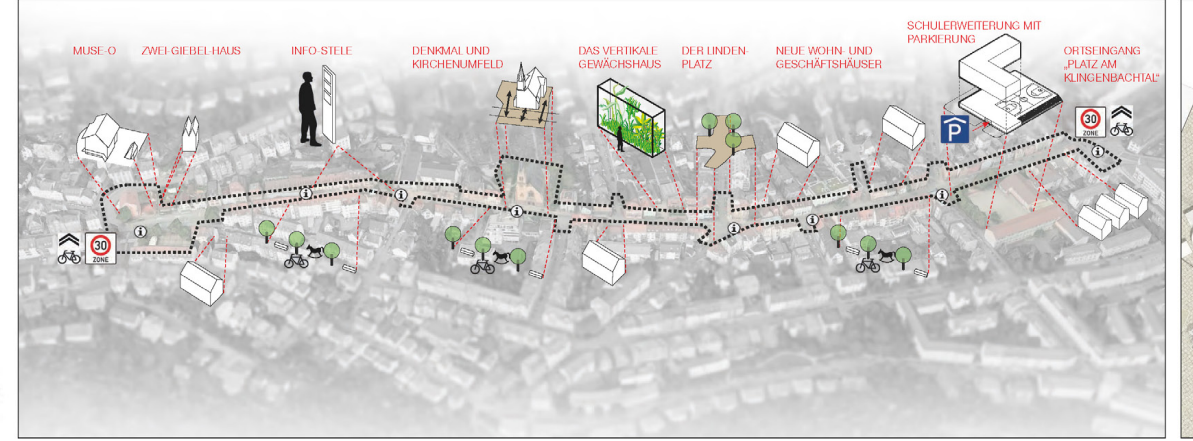 MUSE-O
ZWEI-GIEBEL-HAUS
INFO-STELE
DENKMAL UND
KIRCHENUMFELD
DAS VERTIKALE
GEWÄCHSHAUS
DER LINDEN-
PLATZ
NEUE WOHN- UND
GESCHÄFTSHÄUSER
SCHULERWEITERUNG MIT
PARKIERUNG
ORTSEINGANG
„PLATZ AM
KLINGENBACHTAL“
30
ZONE
P
i
i
i
i
i
i
i
i
30
ZONE